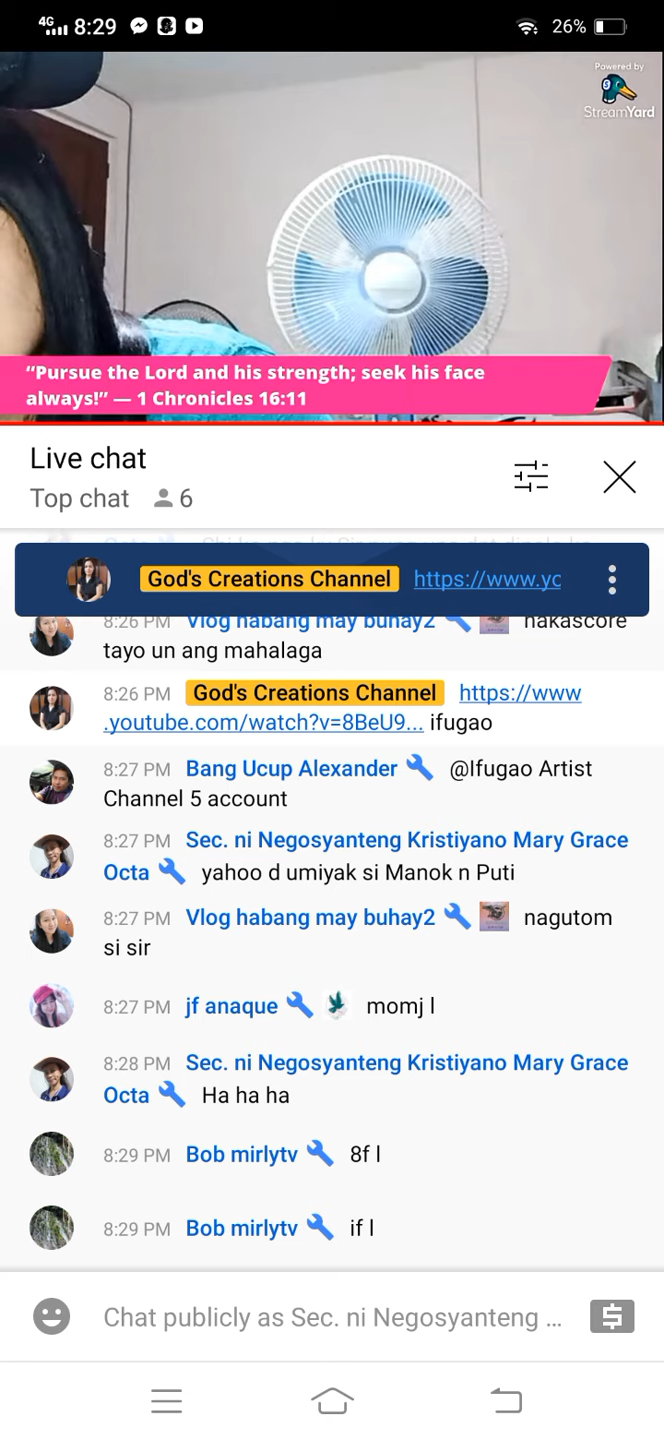 4G 8:29 26%
Powered by
StreamYard
“Pursue the Lord and his strength; seek his face
always!” — 1 Chronicles 16:11
Live chat
Top chat 6
God's Creations Channel https://www.yc
8:26 PM Vlog habang may buhay2 nakascore
tayo un ang mahalaga
8:26 PM God's Creations Channel https://www
.youtube.com/watch?v=8BeU9... ifugao
8:27 PM Bang Ucup Alexander @Ifugao Artist
Channel 5 account
8:27 PM Sec. ni Negosyanteng Kristiyano Mary Grace
Octa yahoo d umiyak si Manok n Puti
8:27 PM Vlog habang may buhay2 nagutom
si sir
8:27 PM jf anaque momj l
8:28 PM Sec. ni Negosyanteng Kristiyano Mary Grace
Octa Ha ha ha
8:29 PM Bob mirlytv 8f l
8:29 PM Bob mirlytv if l
Chat publicly as Sec. ni Negosyanteng ...